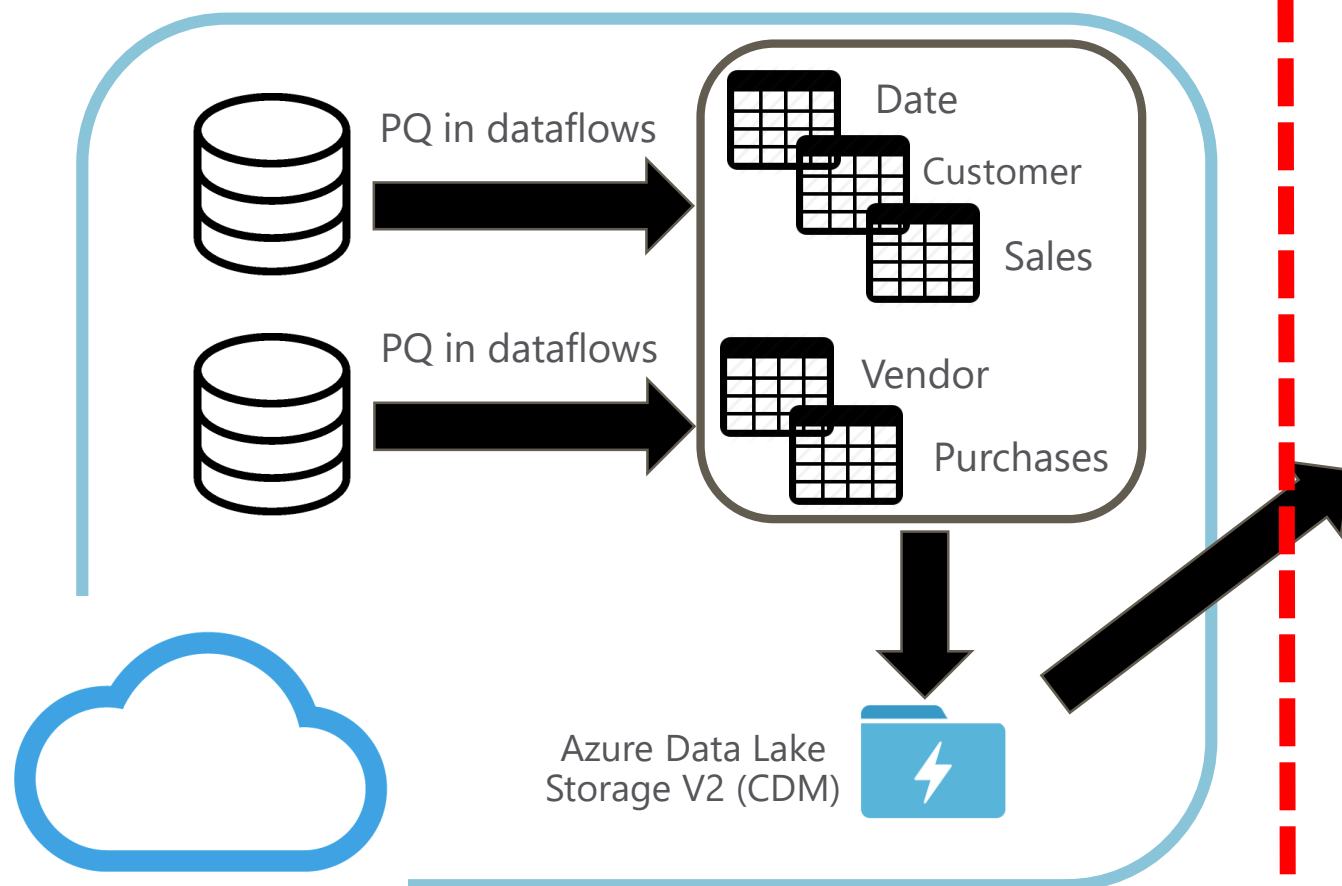 PQ in dataflows
Date
Customer
Sales
PQ in dataflows
Vendor
Purchases
Azure Data Lake
Storage V2 (CDM)